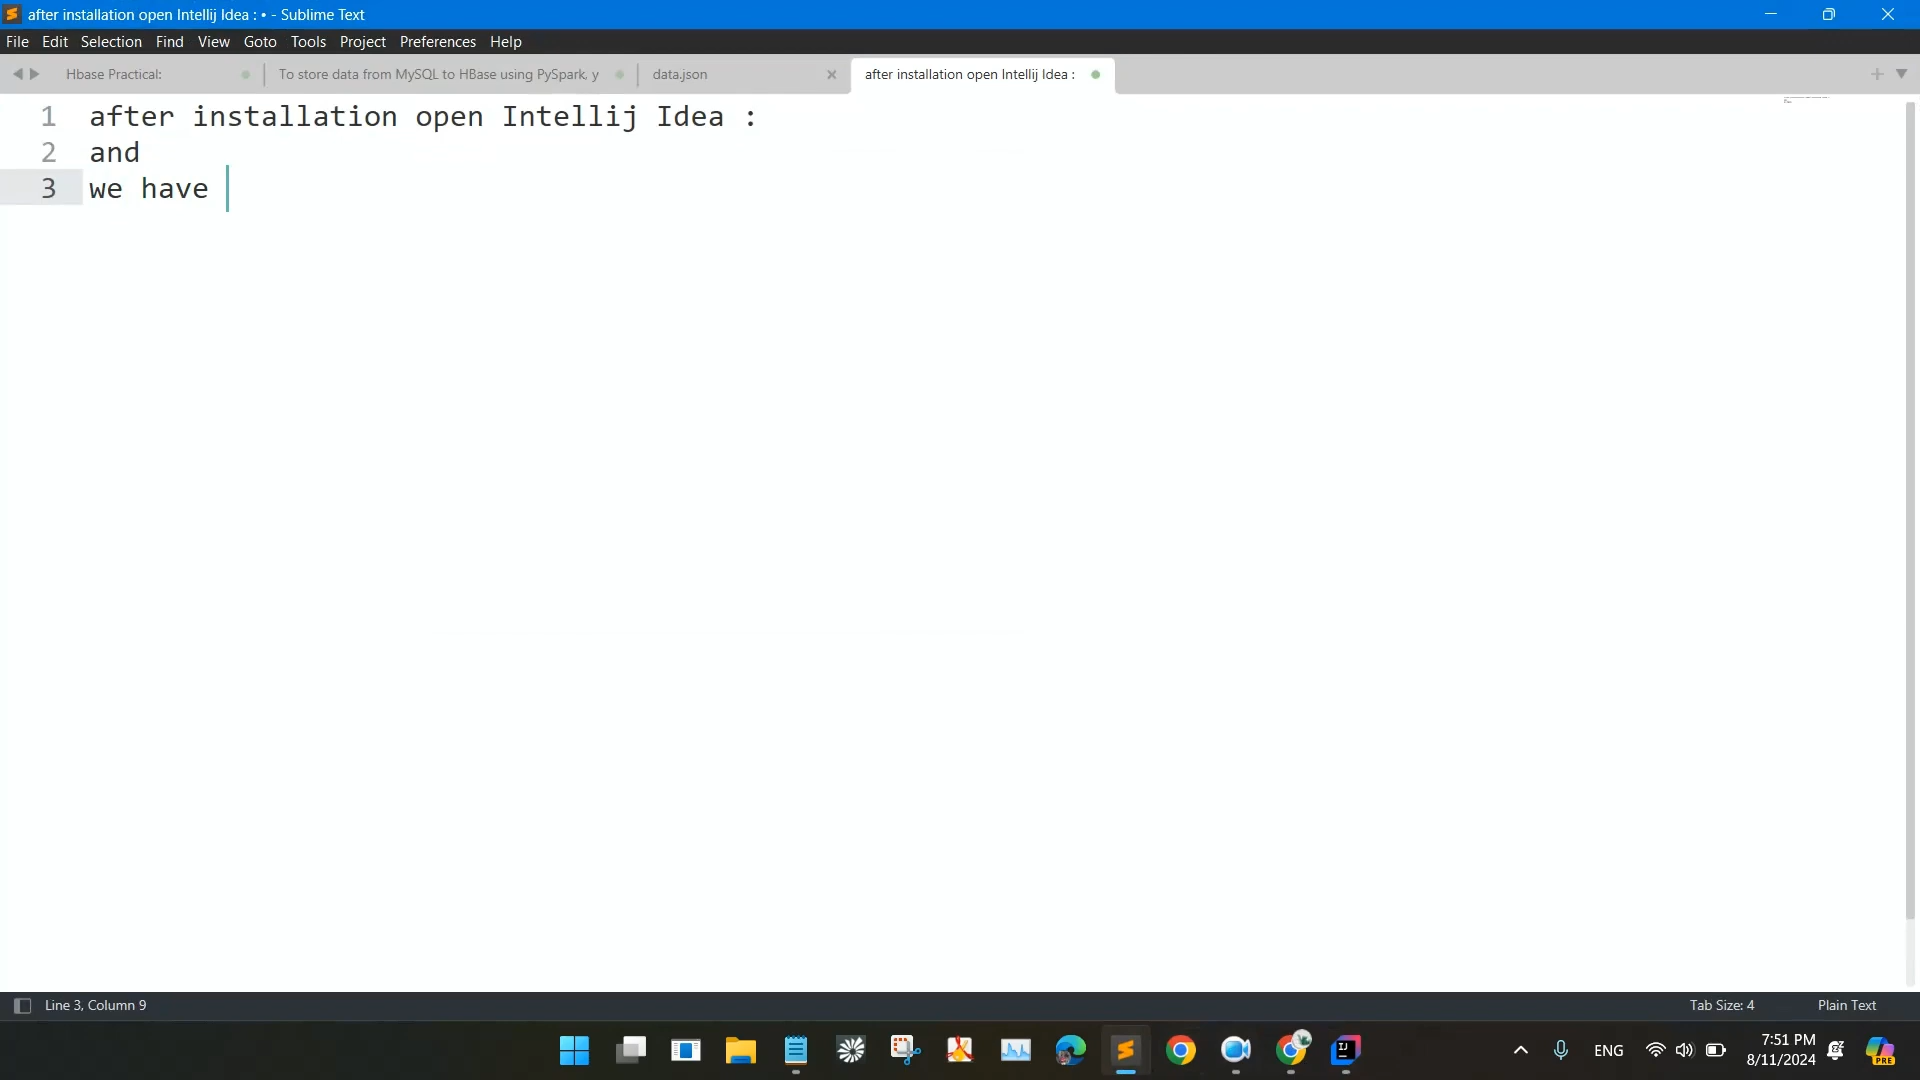 after installation open Intellij Idea : • - Sublime Text
File Edit Selection Find View Goto Tools Project Preferences Help
Hbase Practical: To store data from MySQL to HBase using PySpark, y data.json after installation open Intellij Idea :
1 after installation open Intellij Idea :
2 and
3 we have
Line 3, Column 9 Tab Size: 4 Plain Text
ENG 7:51 PM
8/11/2024
PRE